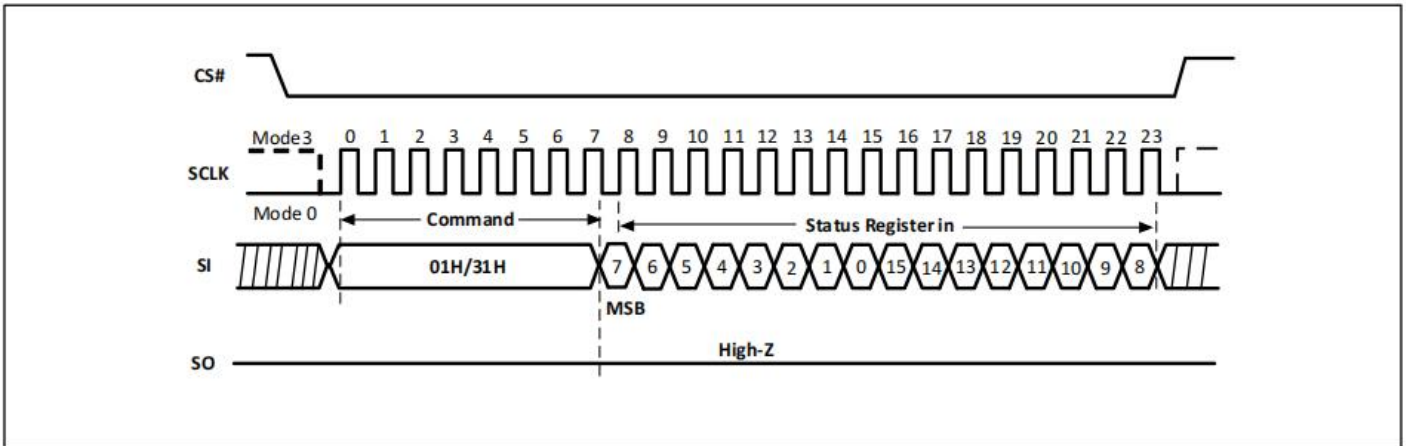 CS#
Mode3 0 1 2 3 4 5 6 7 8 9 10 11 12 13 14 15 16 17 18 19 20 21 22 23
SCLK
Mode 0 Command Status Register in
SI 01H/31H 7 6 5 4 3 2 1 0 15 14 13 12 11 10 9 8
MSB
SO High-Z